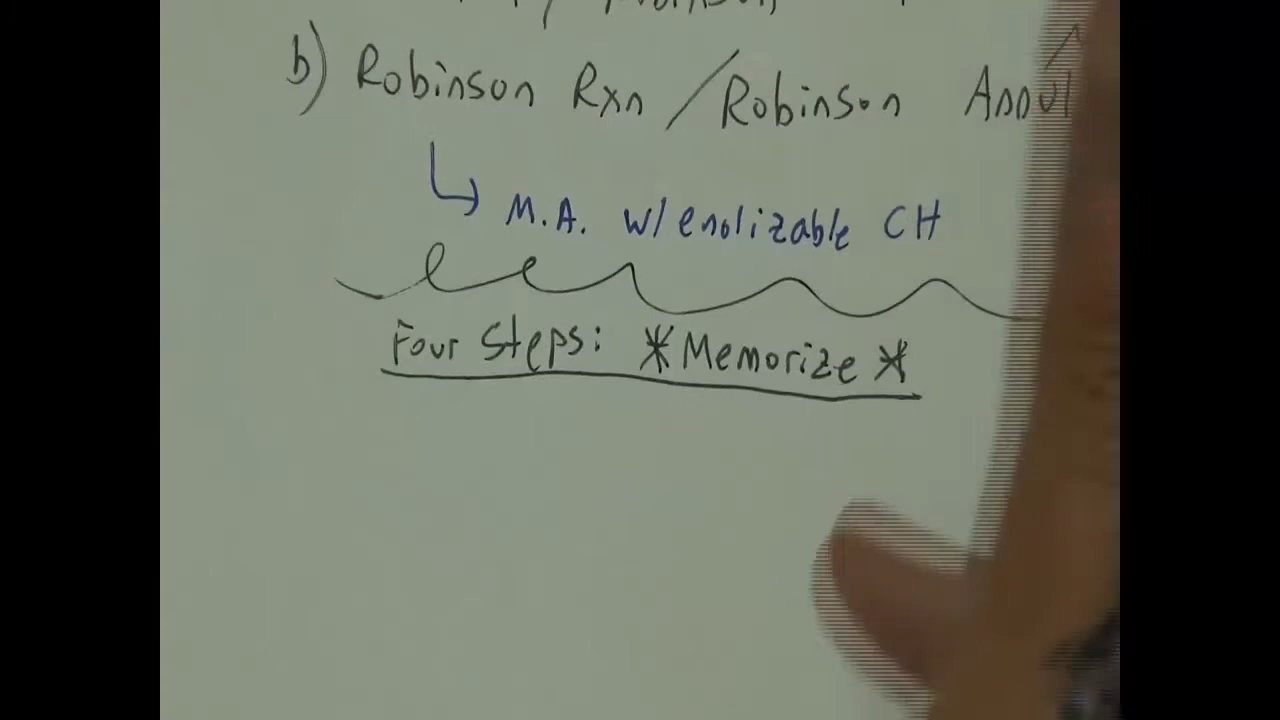 b) Robinson Rxn / Robinson
↳ M.A. w/ enolizable CH
Four Steps: *Memorize*